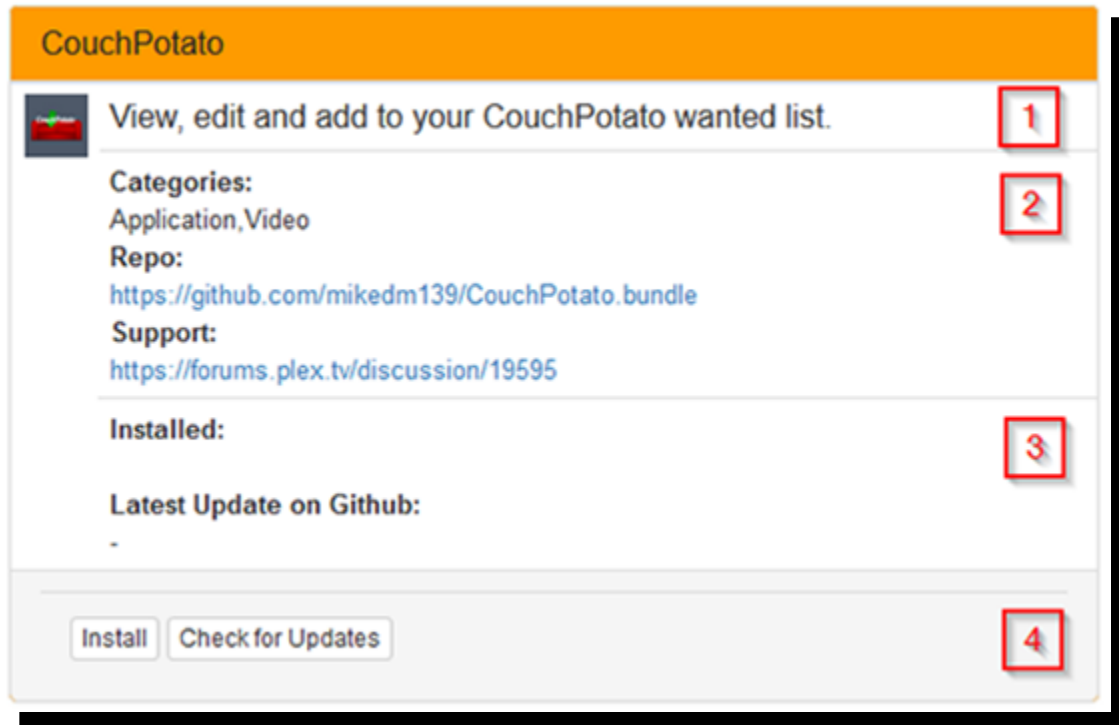 CouchPotato
View, edit and add to your CouchPotato wanted list.
1
Categories:
2
Application,Video
Repo:
https://github.com/mikedm139/CouchPotato.bundle
Support:
https://forums.plex.tv/discussion/19595
Installed:
3
Latest Update on Github:
-
Install
Check for Updates
4